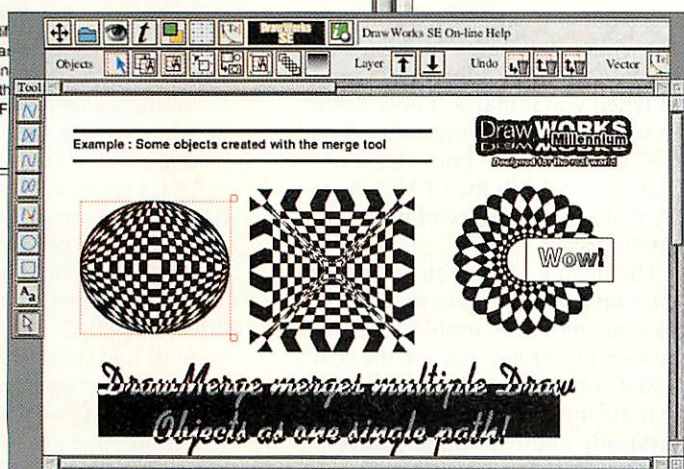 DrawWorks SE On-line Help
Objects
Layer
Undo
Vector
Tool
Example : Some objects created with the merge tool
Draw WORKS
Millennium
Designed for the real world
Wow!
DrawMerge merges multiple Draw
Objects as one single path!